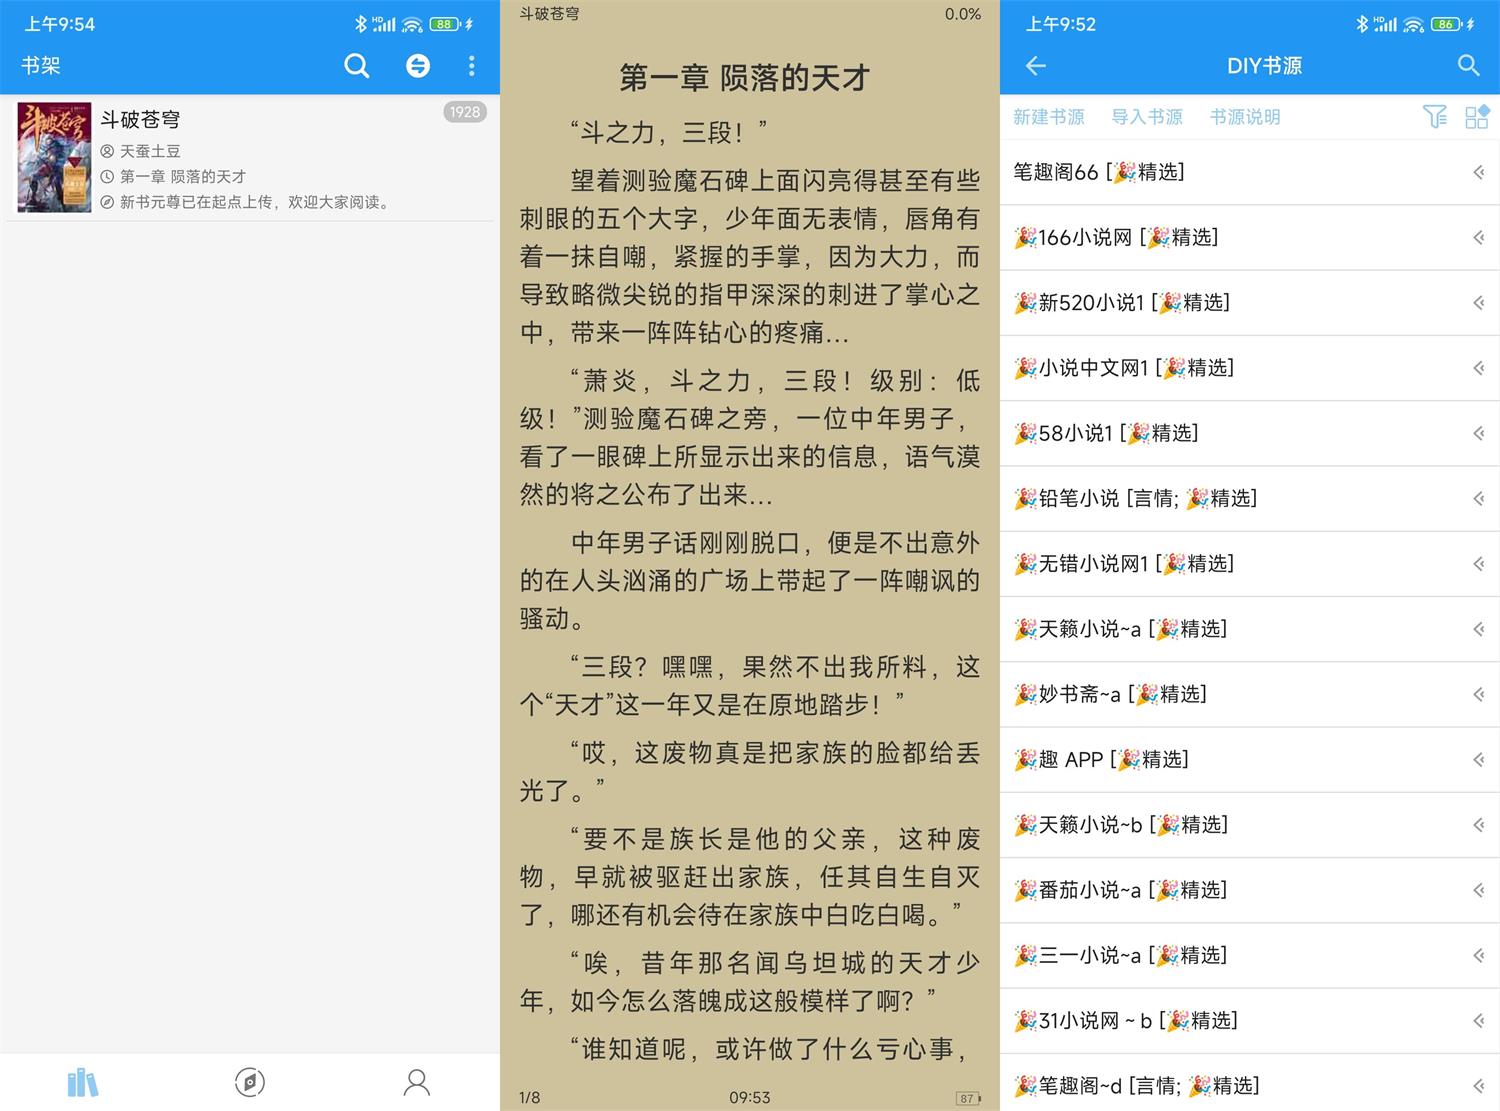 上午9:54
HD
88
书架
斗破苍穹
斗破苍穹
1928
天蚕土豆
第一章 陨落的天才
新书元尊已在起点上传，欢迎大家阅读。
斗破苍穹
0.0%
第一章 陨落的天才
“斗之力，三段！”
望着测验魔石碑上面闪亮得甚至有些
刺眼的五个大字，少年面无表情，唇角有
着一抹自嘲，紧握的手掌，因为大力，而
导致略微尖锐的指甲深深的刺进了掌心之
中，带来一阵阵钻心的疼痛...
“萧炎，斗之力，三段！级别：低
级！”测验魔石碑之旁，一位中年男子，
看了一眼碑上所显示出来的信息，语气漠
然的将之公布了出来...
中年男子话刚刚脱口，便是不出意外
的在人头汹涌的广场上带起了一阵嘲讽的
骚动。
“三段？嘿嘿，果然不出我所料，这
个“天才”这一年又是在原地踏步！”
“哎，这废物真是把家族的脸都给丢
光了。”
“要不是族长是他的父亲，这种废
物，早就被驱赶出家族，任其自生自灭
了，哪还有机会待在家族中白吃白喝。”
“唉，昔年那名闻乌坦城的天才少
年，如今怎么落魄成这般模样了啊？”
“谁知道呢，或许做了什么亏心事，
1/8
09:53
87
上午9:52
HD
86
DIY书源
新建书源
导入书源
书源说明
笔趣阁66 [🎉精选]
🎉166小说网 [🎉精选]
🎉新520小说1 [🎉精选]
🎉小说中文网1 [🎉精选]
🎉58小说1 [🎉精选]
🎉铅笔小说 [言情; 🎉精选]
🎉无错小说网1 [🎉精选]
🎉天籁小说~a [🎉精选]
🎉妙书斋~a [🎉精选]
🎉趣 APP [🎉精选]
🎉天籁小说~b [🎉精选]
🎉番茄小说~a [🎉精选]
🎉三一小说~a [🎉精选]
🎉31小说网 ~ b [🎉精选]
🎉笔趣阁~d [言情; 🎉精选]